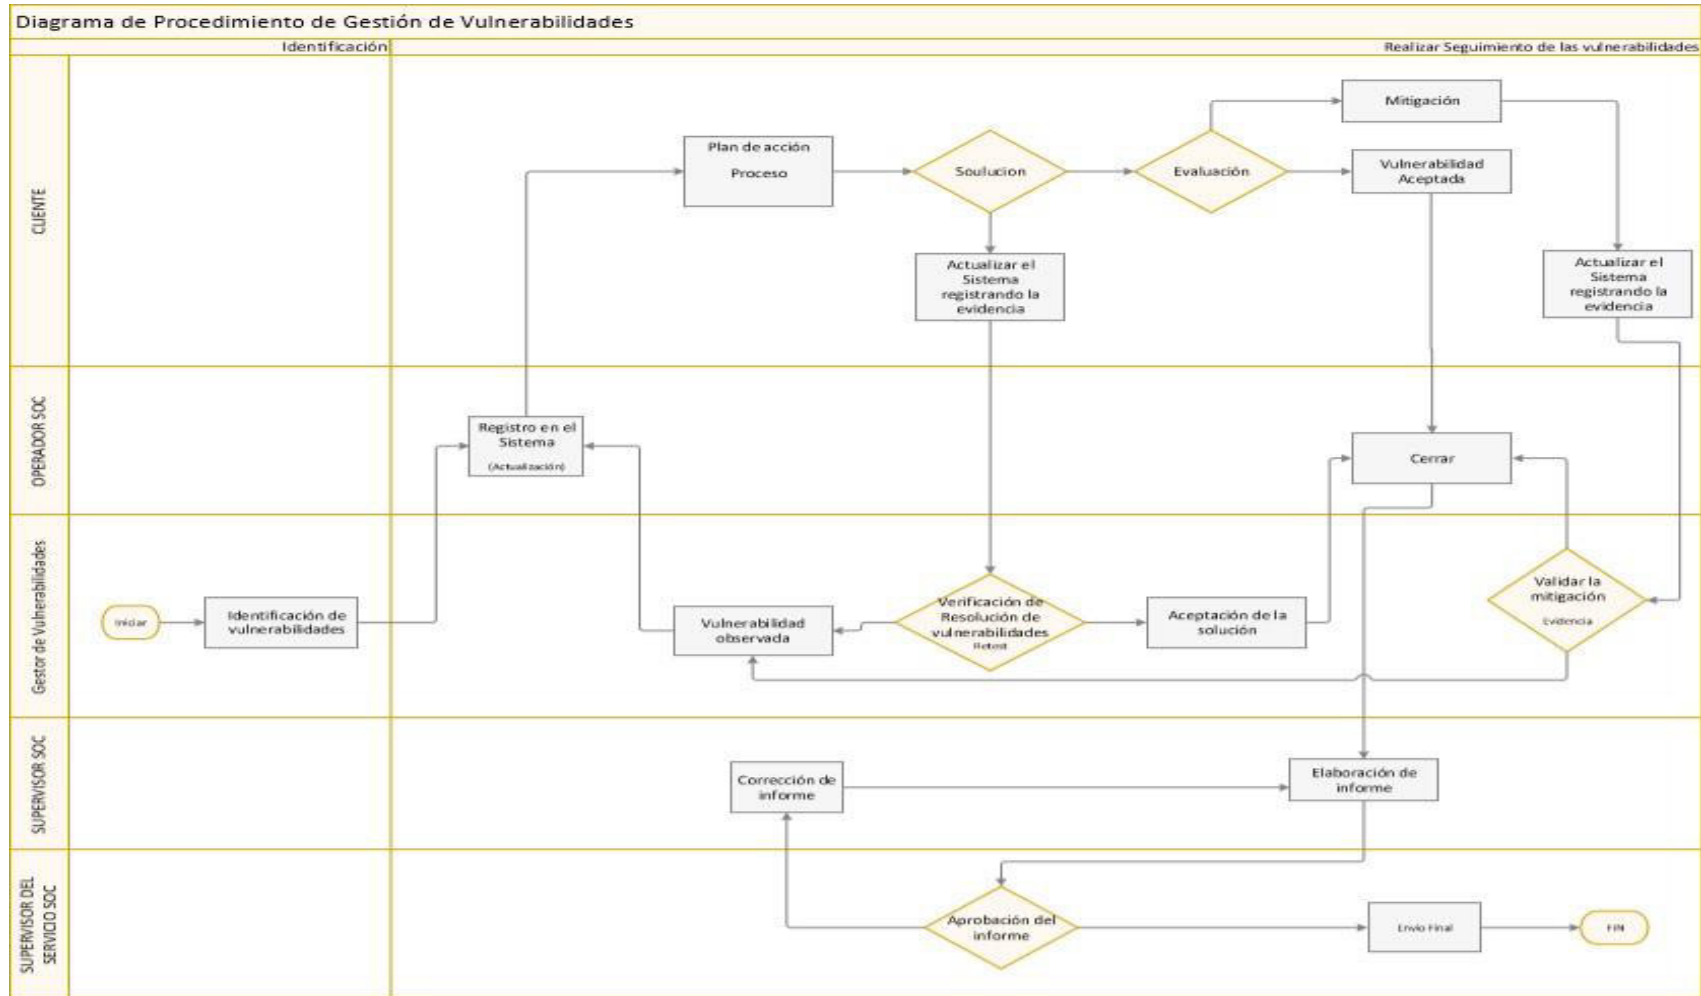 Diagrama de Procedimiento de Gestión de Vulnerabilidades
Identificación
Realizar Seguimiento de las vulnerabilidades
CLIENTE
Plan de acción
Proceso
Soulucion
Evaluación
Mitigación
Vulnerabilidad
Aceptada
Actualizar el
Sistema
registrando la
evidencia
Actualizar el
Sistema
registrando la
evidencia
OPERADOR SOC
Registro en el
Sistema
(Actualización)
Cerrar
Gestor de Vulnerabilidades
Iniciar
Identificación de
vulnerabilidades
Vulnerabilidad
observada
Verificación de
Resolución de
vulnerabilidades
Retest
Aceptación de la
solución
Validar la
mitigación
Evidencia
SUPERVISOR SOC
Corrección de
informe
Elaboración de
informe
SUPERVISOR DEL
SERVICIO SOC
Aprobación del
informe
Envio Final
FIN